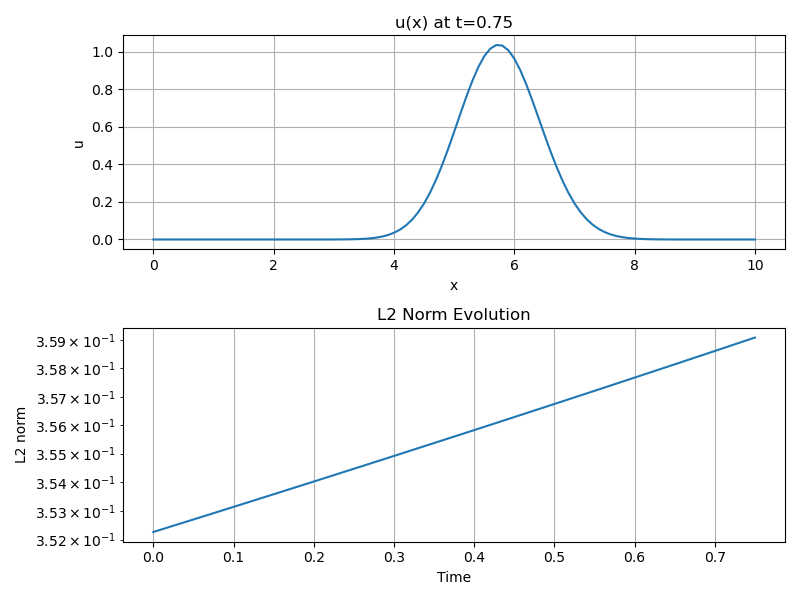 u(x) at t=0.75
1.0
0.8
0.6
0.4
0.2
0.0
u
0 2 4 6 8 10
x
L2 Norm Evolution
3.59 × 10⁻¹
3.58 × 10⁻¹
3.57 × 10⁻¹
3.56 × 10⁻¹
3.55 × 10⁻¹
3.54 × 10⁻¹
3.53 × 10⁻¹
3.52 × 10⁻¹
L2 norm
0.0 0.1 0.2 0.3 0.4 0.5 0.6 0.7
Time